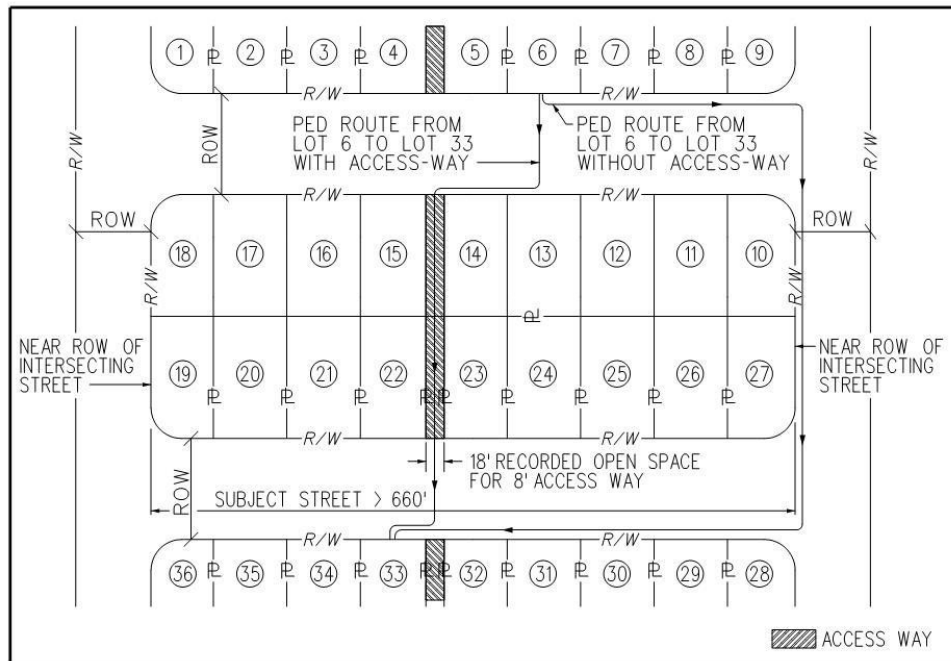 1 ℙ 2 ℙ 3 ℙ 4 5 ℙ 6 ℙ 7 ℙ 8 ℙ 9
R/W R/W
PED ROUTE FROM
LOT 6 TO LOT 33
WITH ACCESS-WAY
PED ROUTE FROM
LOT 6 TO LOT 33
WITHOUT ACCESS-WAY
R/W
ROW
R/W
R/W R/W
ROW
ROW
18 17 16 15 14 13 12 11 10
R/W
R/W
ℙ
NEAR ROW OF
INTERSECTING
STREET
NEAR ROW OF
INTERSECTING
STREET
19 20 21 22 23 24 25 26 27
ℙ ℙ ℙ ℙ ℙ ℙ ℙ ℙ ℙ
R/W R/W
18' RECORDED OPEN SPACE
FOR 8' ACCESS WAY
ROW
SUBJECT STREET > 660'
R/W R/W
36 ℙ 35 ℙ 34 ℙ 33 ℙ ℙ 32 ℙ 31 ℙ 30 ℙ 29 ℙ 28
ACCESS WAY